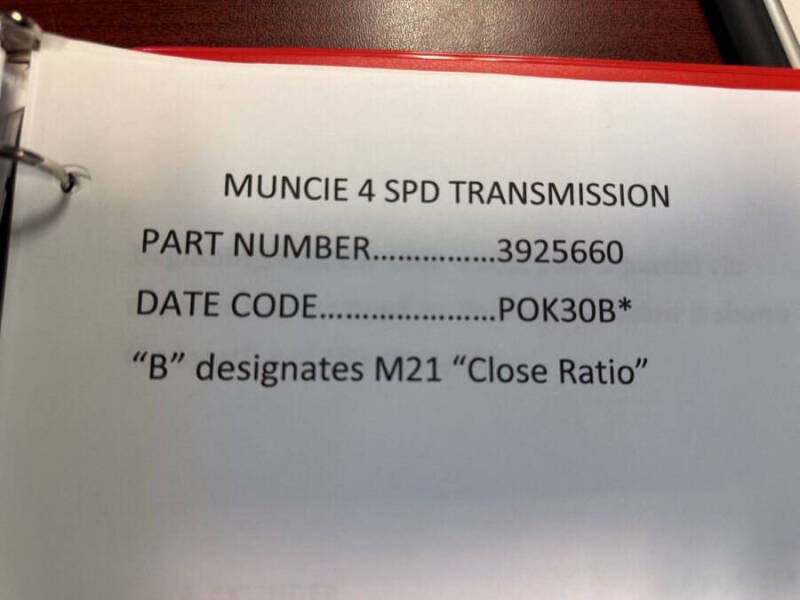 MUNCIE 4 SPD TRANSMISSION
PART NUMBER...............3925660
DATE CODE.....................POK30B*
“B” designates M21 “Close Ratio”